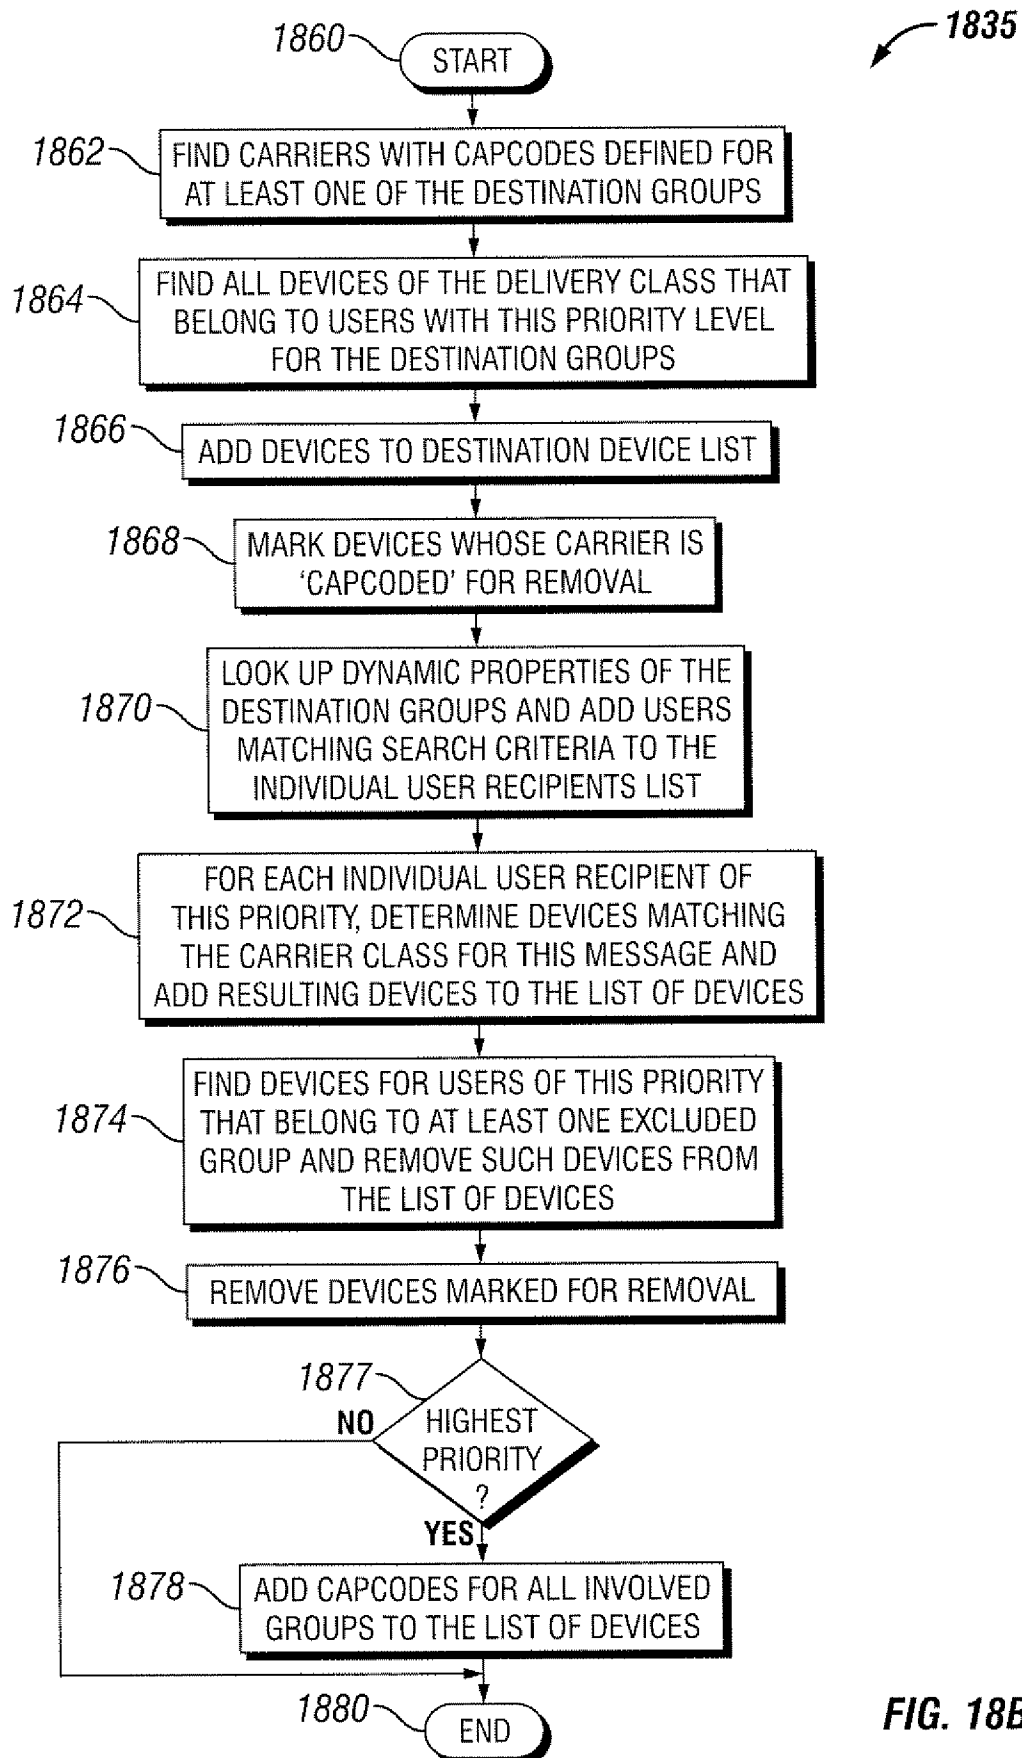 1835
1860
START
1862
FIND CARRIERS WITH CAPCODES DEFINED FOR
AT LEAST ONE OF THE DESTINATION GROUPS
1864
FIND ALL DEVICES OF THE DELIVERY CLASS THAT
BELONG TO USERS WITH THIS PRIORITY LEVEL
FOR THE DESTINATION GROUPS
1866
ADD DEVICES TO DESTINATION DEVICE LIST
1868
MARK DEVICES WHOSE CARRIER IS
'CAPCODED' FOR REMOVAL
1870
LOOK UP DYNAMIC PROPERTIES OF THE
DESTINATION GROUPS AND ADD USERS
MATCHING SEARCH CRITERIA TO THE
INDIVIDUAL USER RECIPIENTS LIST
1872
FOR EACH INDIVIDUAL USER RECIPIENT OF
THIS PRIORITY, DETERMINE DEVICES MATCHING
THE CARRIER CLASS FOR THIS MESSAGE AND
ADD RESULTING DEVICES TO THE LIST OF DEVICES
1874
FIND DEVICES FOR USERS OF THIS PRIORITY
THAT BELONG TO AT LEAST ONE EXCLUDED
GROUP AND REMOVE SUCH DEVICES FROM
THE LIST OF DEVICES
1876
REMOVE DEVICES MARKED FOR REMOVAL
1877
NO
HIGHEST
PRIORITY
?
YES
1878
ADD CAPCODES FOR ALL INVOLVED
GROUPS TO THE LIST OF DEVICES
1880
END
FIG. 18B